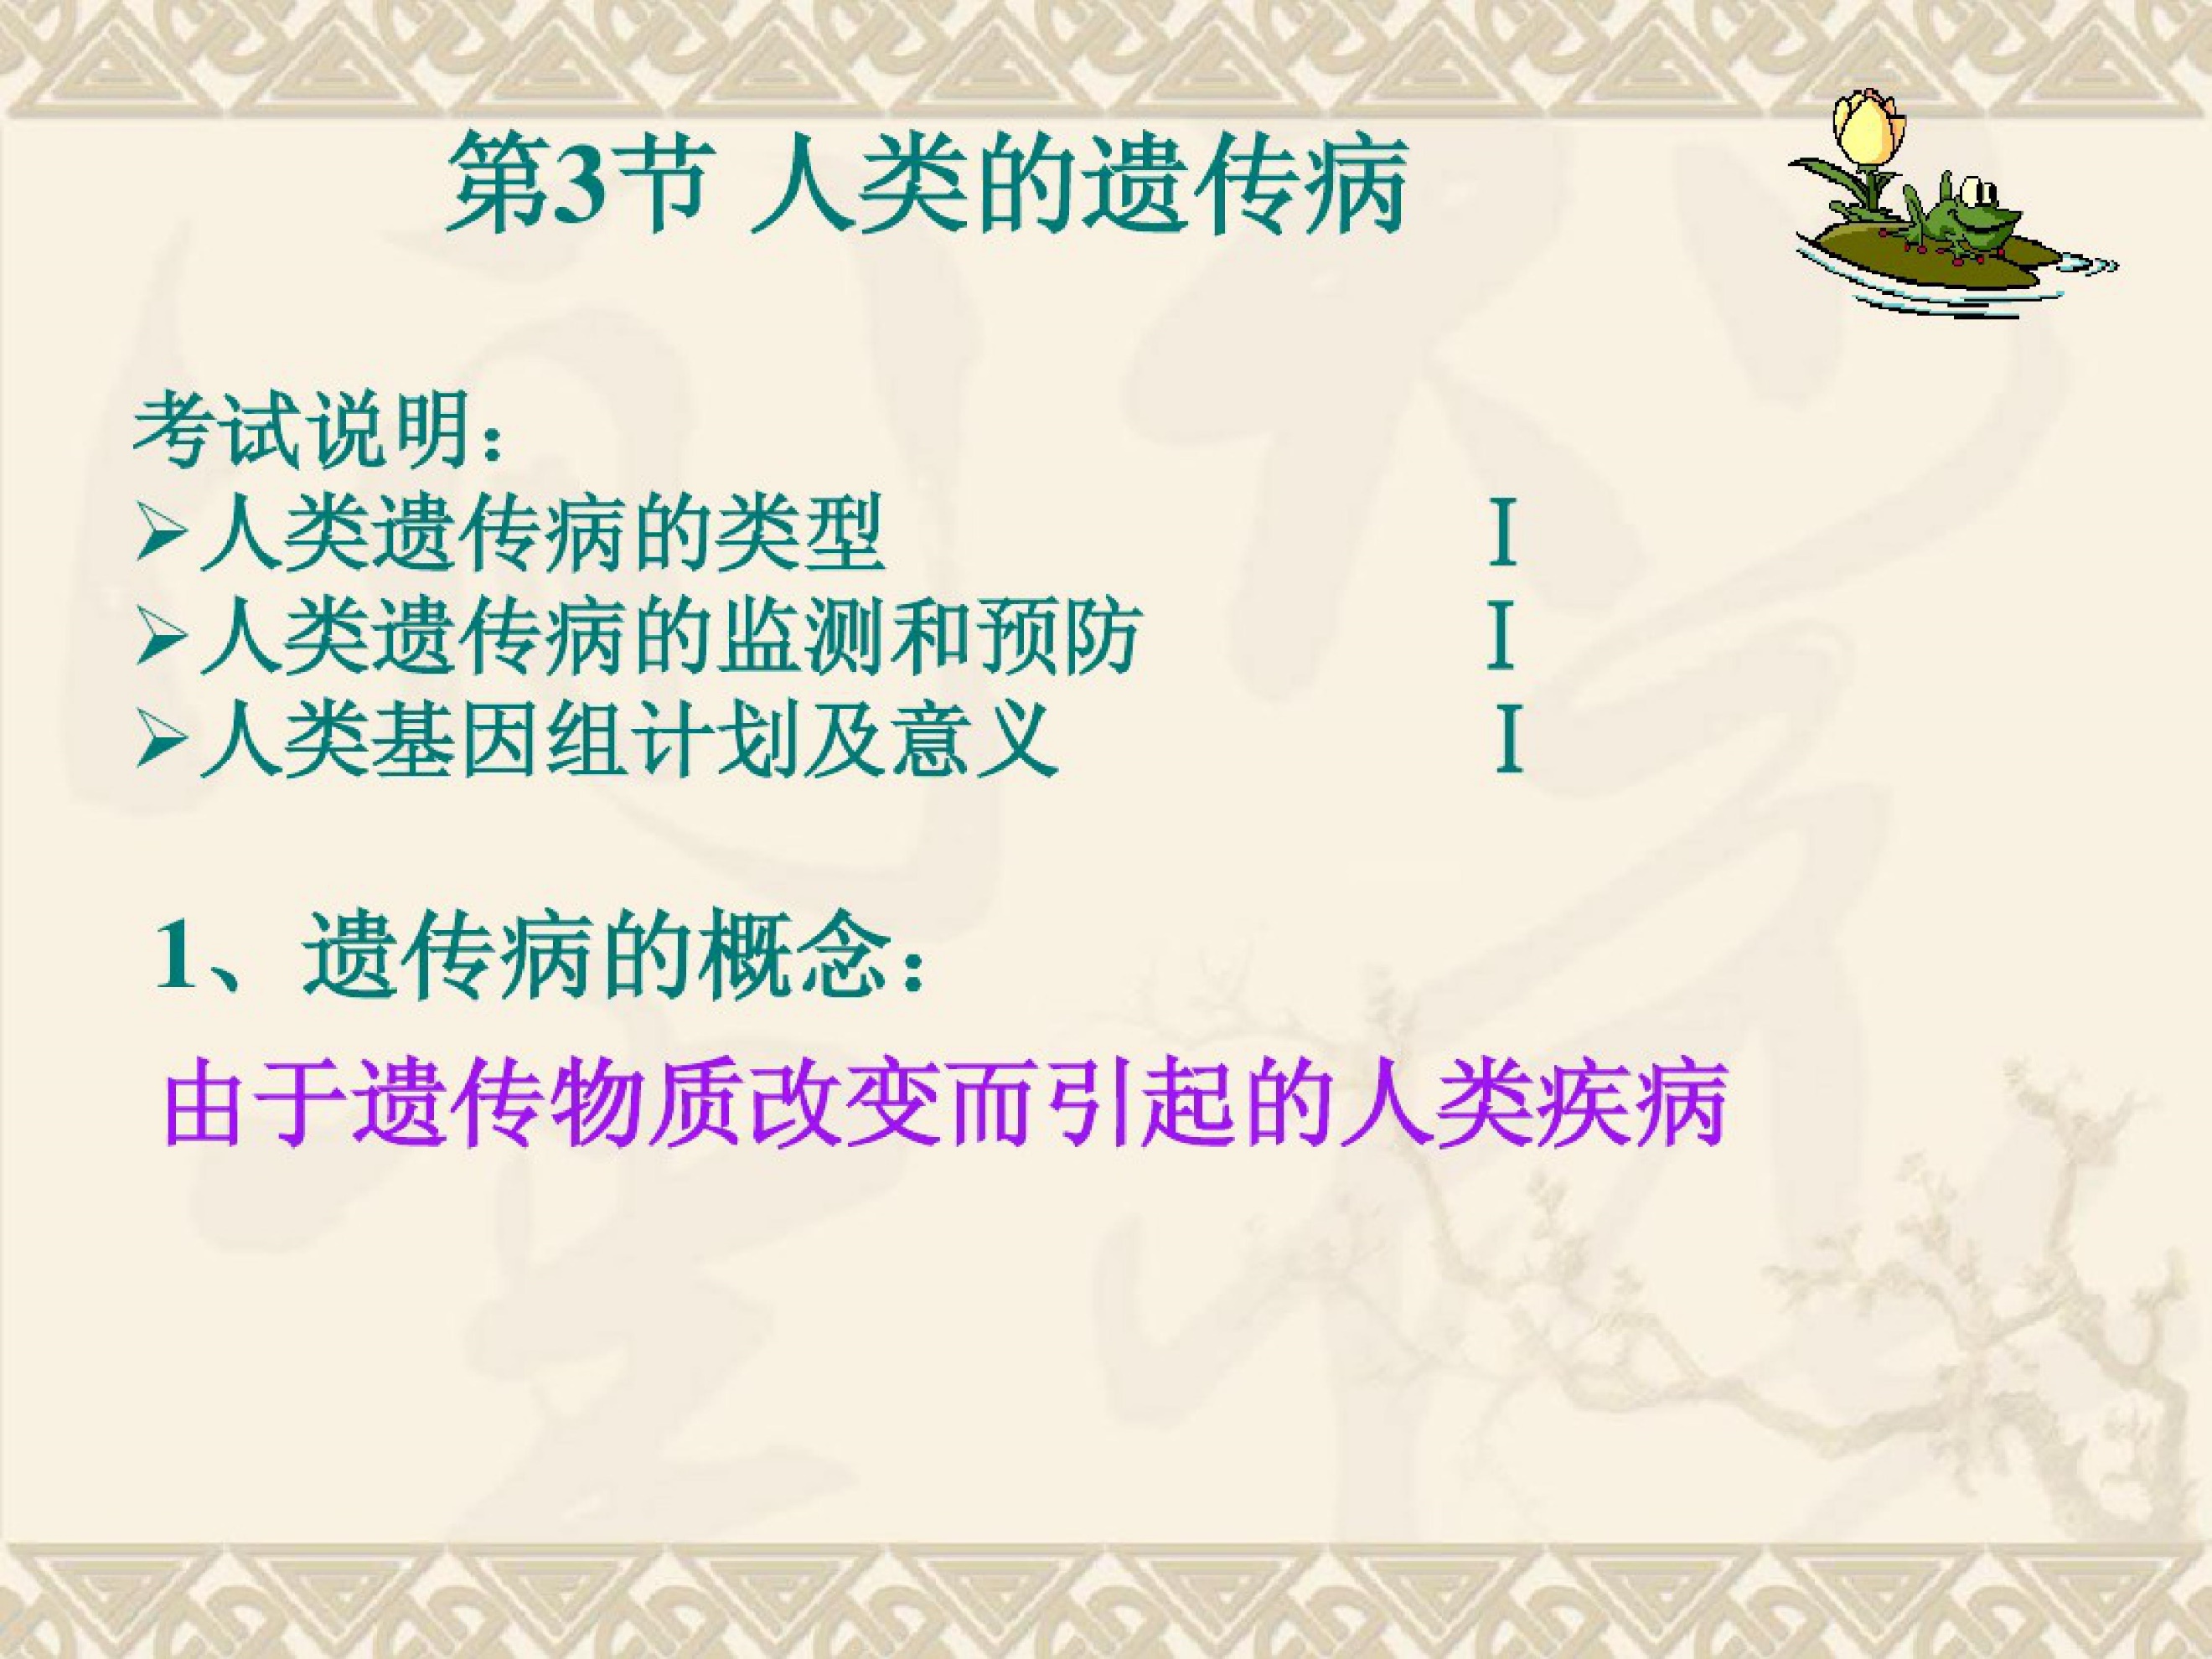 第3节 人类的遗传病
考试说明：
➢人类遗传病的类型 Ⅰ
➢人类遗传病的监测和预防 Ⅰ
➢人类基因组计划及意义 Ⅰ
1、遗传病的概念：
由于遗传物质改变而引起的人类疾病